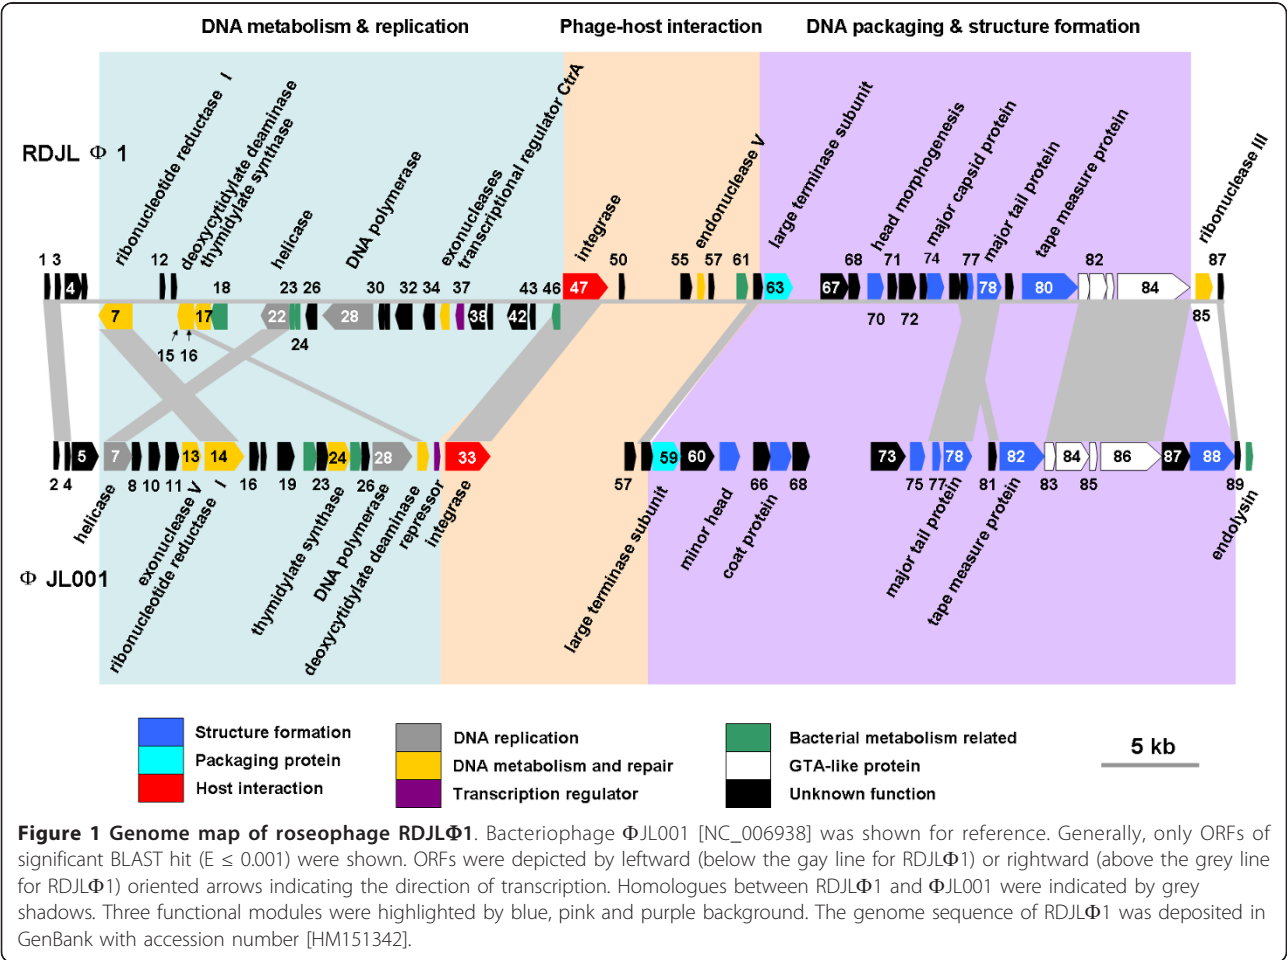 DNA metabolism & replication
Phage-host interaction
DNA packaging & structure formation
RDJL Φ 1
ribonucleotide reductase I
deoxycytidylate deaminase
thymidylate synthase
helicase
DNA polymerase
exonucleases
transcriptional regulator CtrA
integrase
endonuclease V
large terminase subunit
head morphogenesis
major capsid protein
major tail protein
tape measure protein
ribonuclease III
1 3 12 50 55 57 61 68 71 74 77 82 87
4 47 63 67 78 80 84
18 23 26 30 32 34 37 43 46
7 17 22 28 38 42
15 16 24 70 72 85
5 7 13 14 24 28 33 59 60 73 78 82 84 86 87 88
2 4 8 10 11 16 19 23 26 57 66 68 75 77 81 83 85 89
Φ JL001
helicase
exonuclease V
ribonucleotide reductase I
thymidylate synthase
DNA polymerase
deoxycytidylate deaminase
repressor
integrase
large terminase subunit
minor head
coat protein
major tail protein
tape measure protein
endolysin
Structure formation
Packaging protein
Host interaction
DNA replication
DNA metabolism and repair
Transcription regulator
Bacterial metabolism related
GTA-like protein
Unknown function
5 kb
Figure 1 Genome map of roseophage RDJLΦ1. Bacteriophage ΦJL001 [NC_006938] was shown for reference. Generally, only ORFs of
significant BLAST hit (E ≤ 0.001) were shown. ORFs were depicted by leftward (below the gay line for RDJLΦ1) or rightward (above the grey line
for RDJLΦ1) oriented arrows indicating the direction of transcription. Homologues between RDJLΦ1 and ΦJL001 were indicated by grey
shadows. Three functional modules were highlighted by blue, pink and purple background. The genome sequence of RDJLΦ1 was deposited in
GenBank with accession number [HM151342].